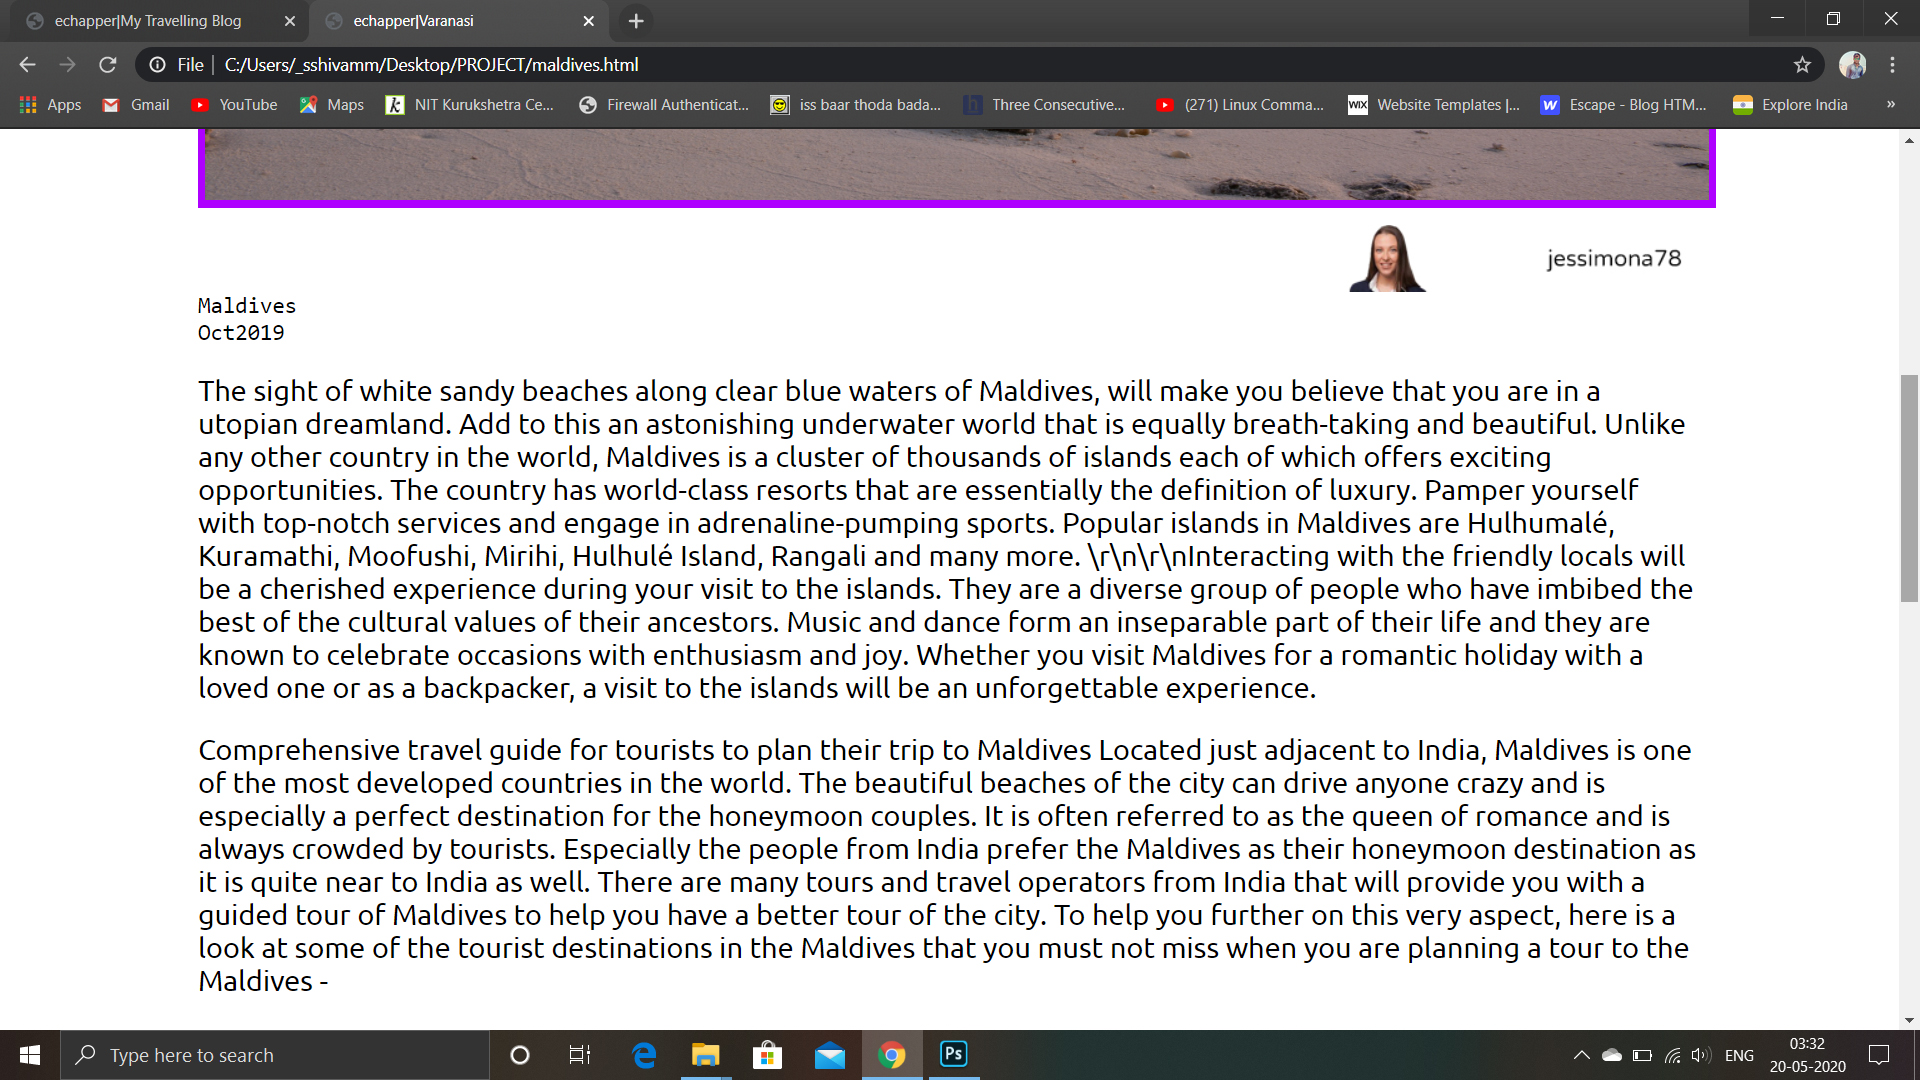 echapper|My Travelling Blog
echapper|Varanasi
File
C:/Users/_sshivamm/Desktop/PROJECT/maldives.html
Apps
Gmail
YouTube
Maps
k
NIT Kurukshetra Ce...
Firewall Authenticat...
iss baar thoda bada...
h
Three Consecutive...
(271) Linux Comma...
WIX
Website Templates |...
W
Escape - Blog HTM...
Explore India
»
jessimona78
Maldives
Oct2019
The sight of white sandy beaches along clear blue waters of Maldives, will make you believe that you are in a
utopian dreamland. Add to this an astonishing underwater world that is equally breath-taking and beautiful. Unlike
any other country in the world, Maldives is a cluster of thousands of islands each of which offers exciting
opportunities. The country has world-class resorts that are essentially the definition of luxury. Pamper yourself
with top-notch services and engage in adrenaline-pumping sports. Popular islands in Maldives are Hulhumalé,
Kuramathi, Moofushi, Mirihi, Hulhulé Island, Rangali and many more. \r\n\r\nInteracting with the friendly locals will
be a cherished experience during your visit to the islands. They are a diverse group of people who have imbibed the
best of the cultural values of their ancestors. Music and dance form an inseparable part of their life and they are
known to celebrate occasions with enthusiasm and joy. Whether you visit Maldives for a romantic holiday with a
loved one or as a backpacker, a visit to the islands will be an unforgettable experience.
Comprehensive travel guide for tourists to plan their trip to Maldives Located just adjacent to India, Maldives is one
of the most developed countries in the world. The beautiful beaches of the city can drive anyone crazy and is
especially a perfect destination for the honeymoon couples. It is often referred to as the queen of romance and is
always crowded by tourists. Especially the people from India prefer the Maldives as their honeymoon destination as
it is quite near to India as well. There are many tours and travel operators from India that will provide you with a
guided tour of Maldives to help you have a better tour of the city. To help you further on this very aspect, here is a
look at some of the tourist destinations in the Maldives that you must not miss when you are planning a tour to the
Maldives -
Type here to search
Ps
ENG
03:32
20-05-2020